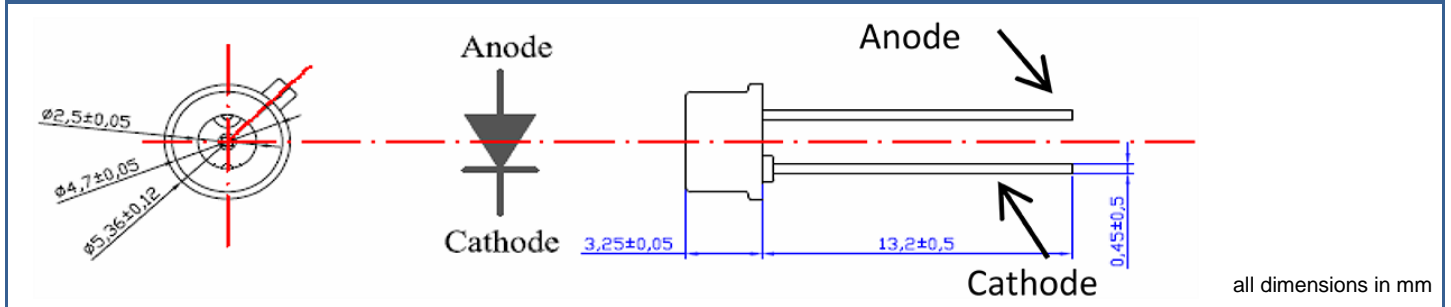 Anode
Anode
ø2,5±0,05
ø4,7±0,05
ø5,36±0,12
Cathode
3,25±0,05
13,2±0,5
0,45±0,5
Cathode
all dimensions in mm